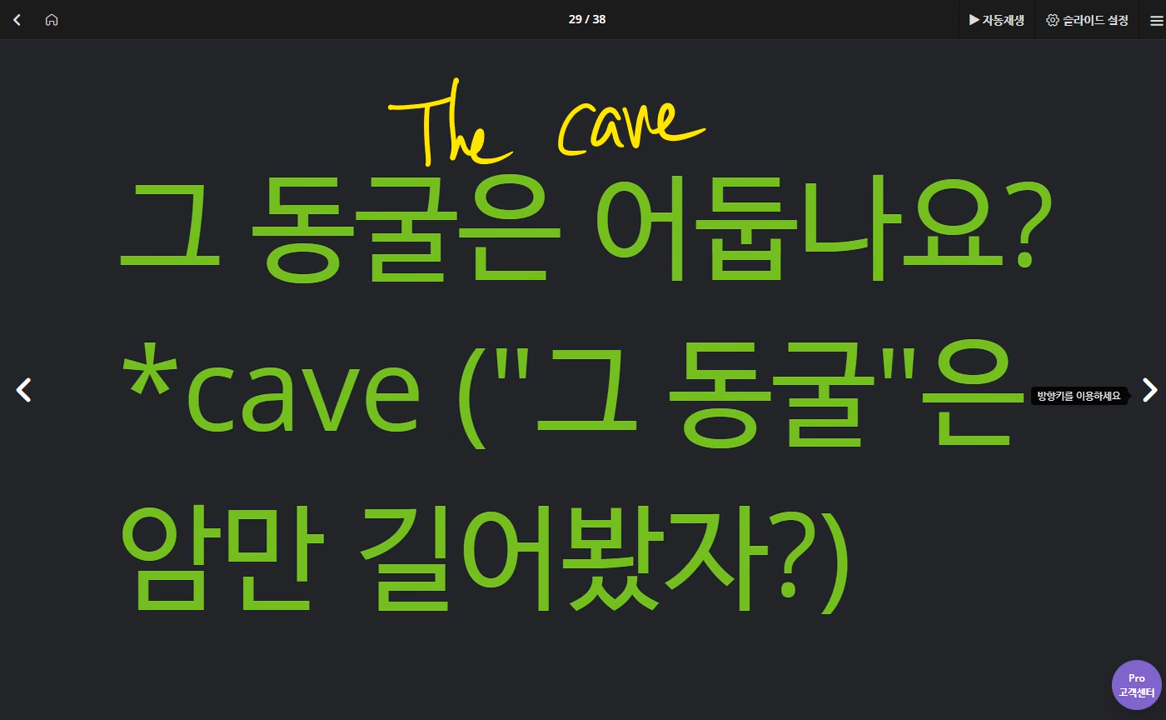 29 / 38
자동재생
슬라이드 설정
The cave
그 동굴은 어둡나요?
*cave ("그 동굴"은
방향키를 이용하세요
암만 길어봤자?)
Pro
고객센터